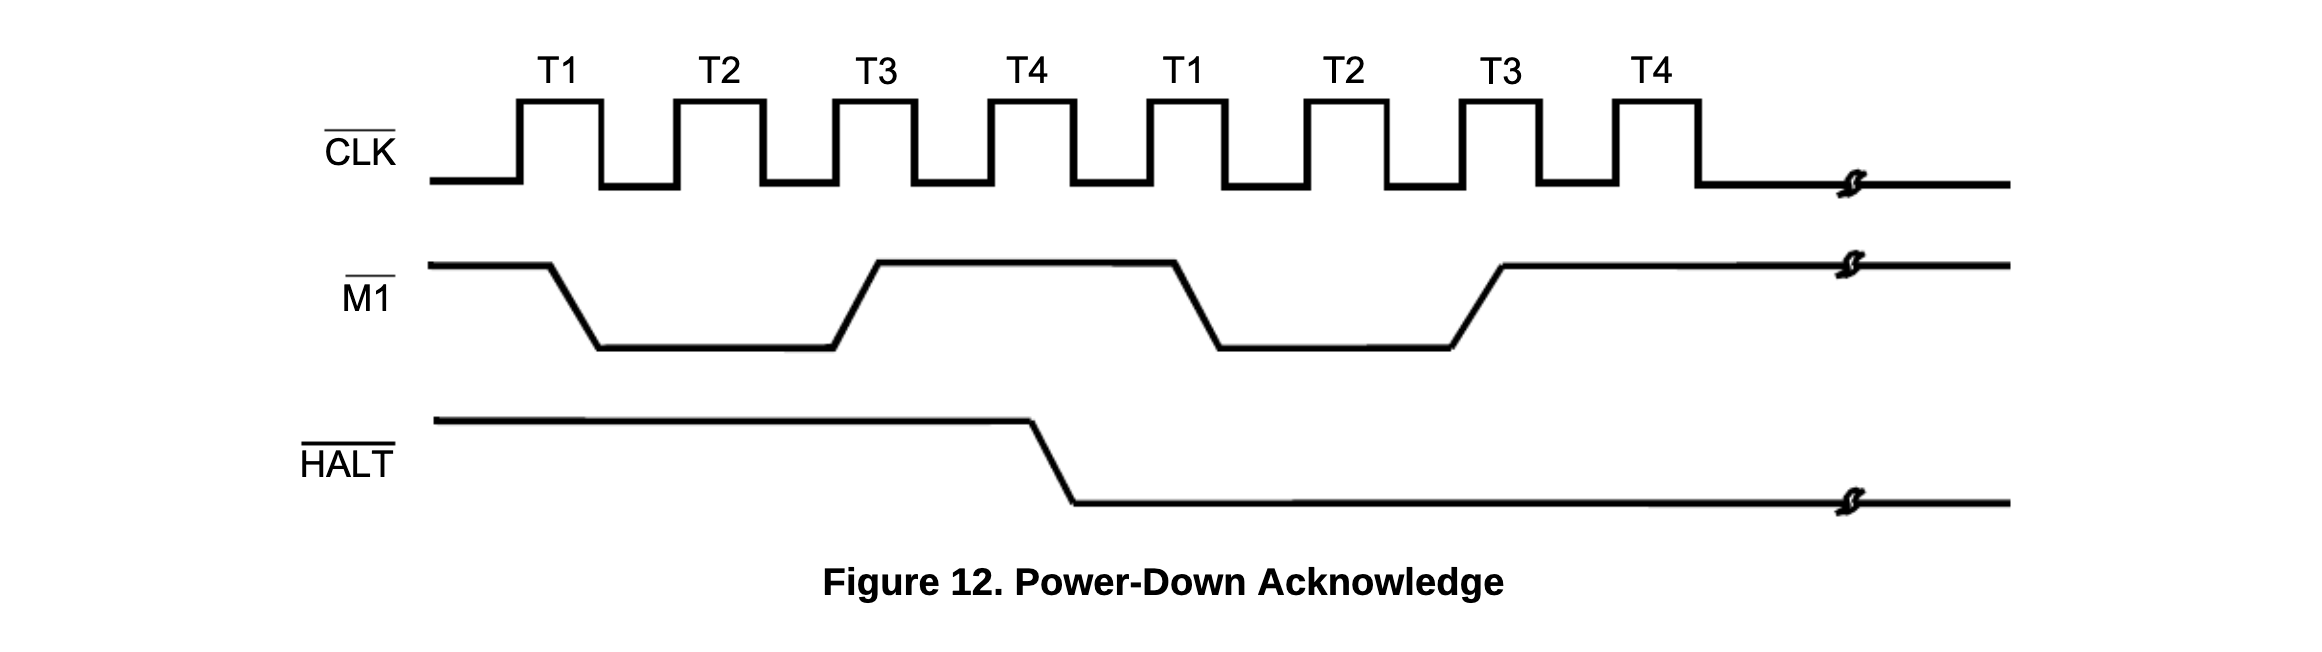 T1 T2 T3 T4 T1 T2 T3 T4
CLK
M1
HALT
Figure 12. Power-Down Acknowledge